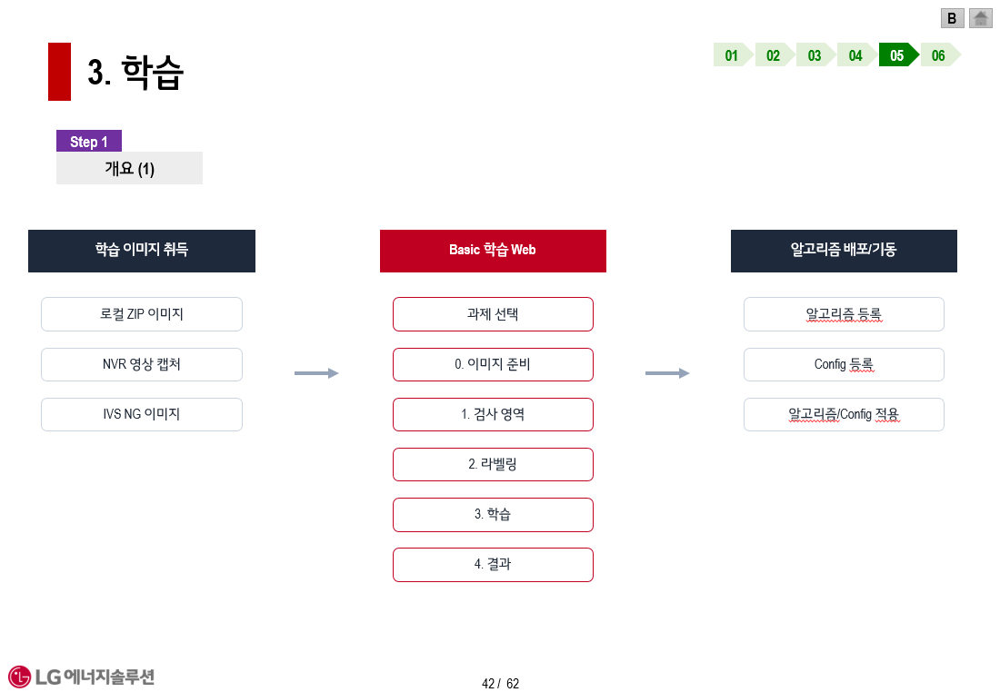 B
3. 학습
01 02 03 04 05 06
Step 1
개요 (1)
학습 이미지 취득
로컬 ZIP 이미지
NVR 영상 캡처
IVS NG 이미지
Basic 학습 Web
과제 선택
0. 이미지 준비
1. 검사 영역
2. 라벨링
3. 학습
4. 결과
알고리즘 배포/기동
알고리즘 등록
Config 등록
알고리즘/Config 적용
LG에너지솔루션
42 / 62